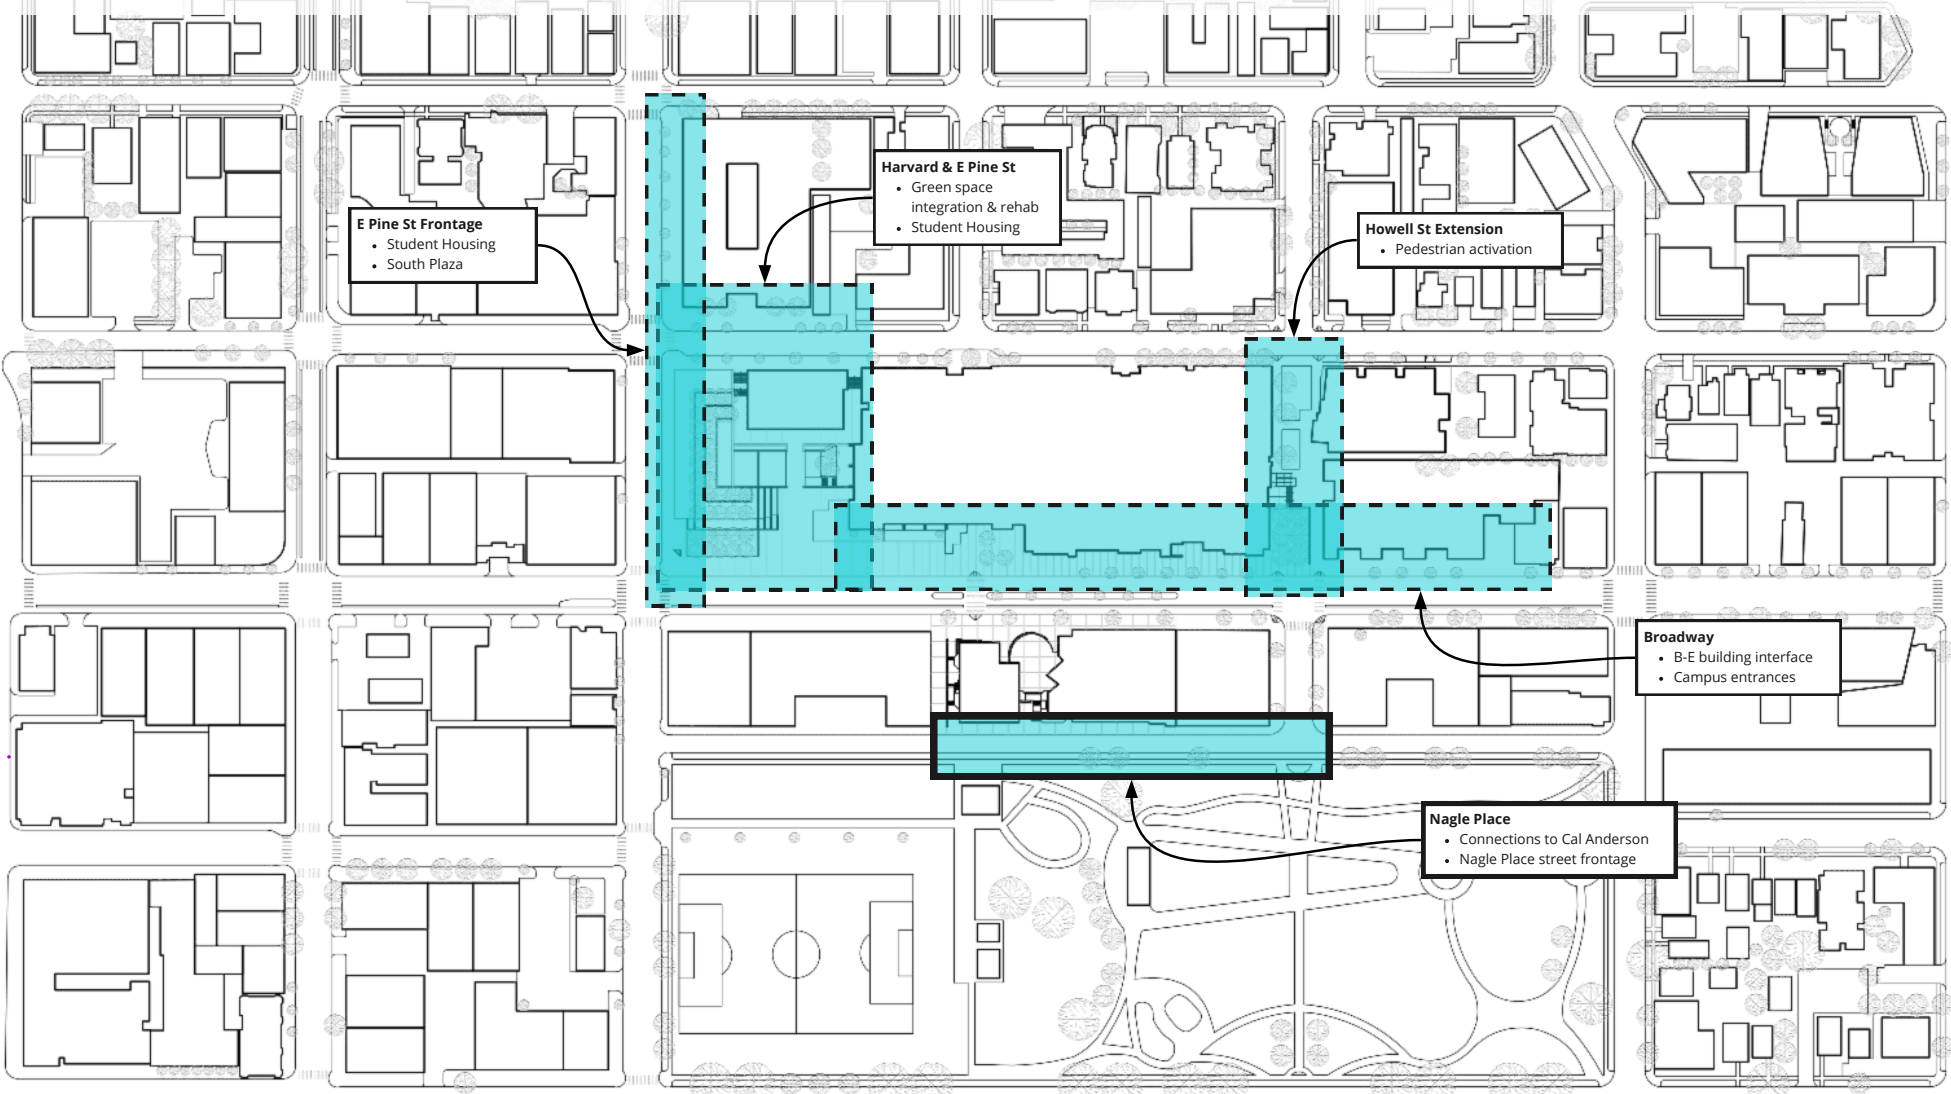 Harvard & E Pine St
• Green space
integration & rehab
• Student Housing
E Pine St Frontage
• Student Housing
• South Plaza
Howell St Extension
• Pedestrian activation
Broadway
• B-E building interface
• Campus entrances
Nagle Place
• Connections to Cal Anderson
• Nagle Place street frontage